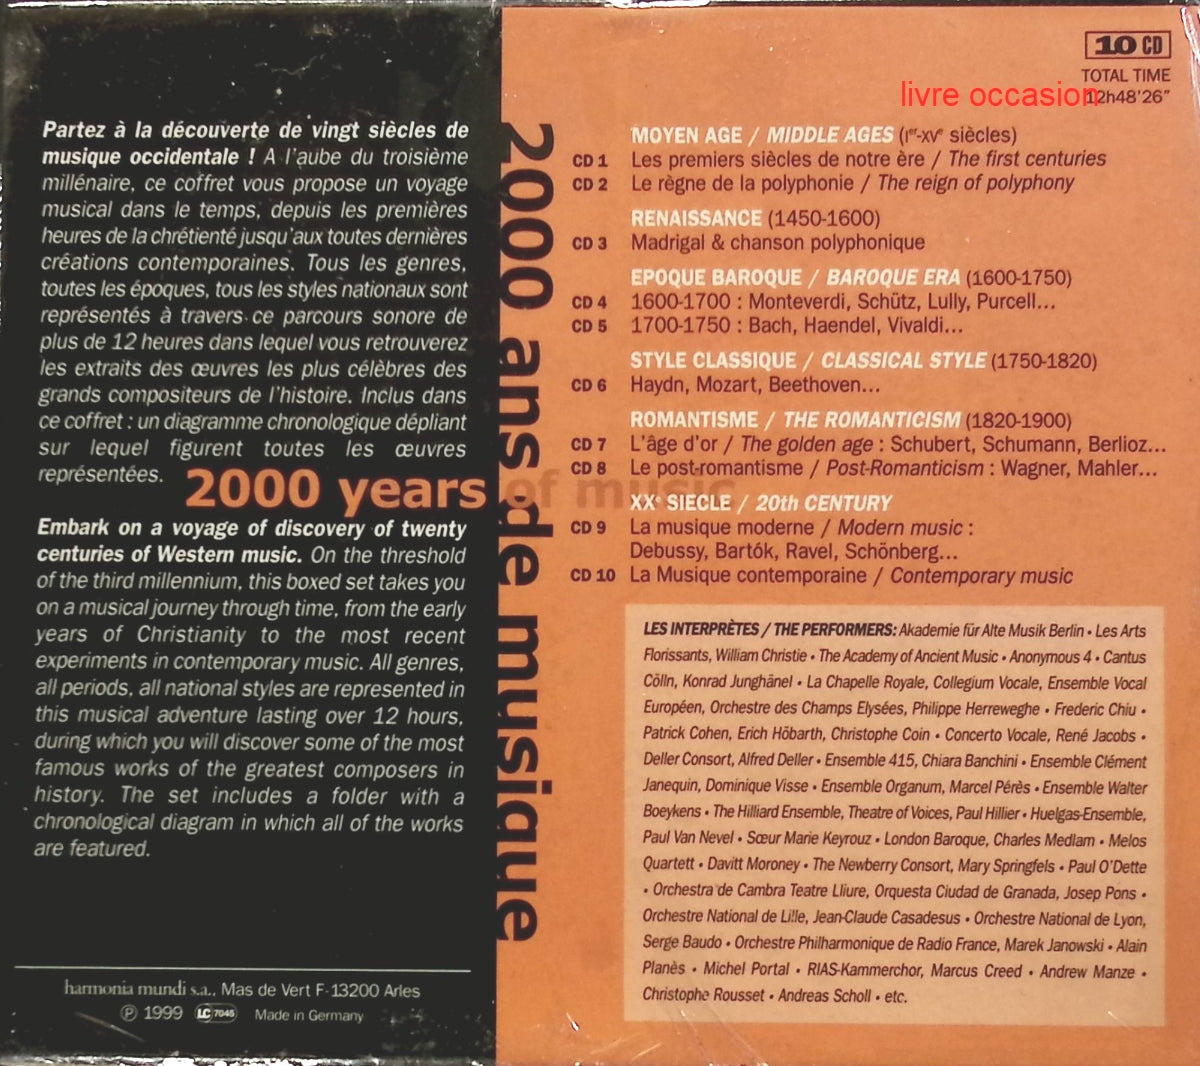 Partez à la découverte de vingt siècles de
musique occidentale ! A l'aube du troisième
millénaire, ce coffret vous propose un voyage
musical dans le temps, depuis les premières
heures de la chrétienté jusqu'aux toutes dernières
créations contemporaines. Tous les genres,
toutes les époques, tous les styles nationaux sont
représentés à travers ce parcours sonore de
plus de 12 heures dans lequel vous retrouverez
les extraits des œuvres les plus célèbres des
grands compositeurs de l'histoire. Inclus dans
ce coffret : un diagramme chronologique dépliant
sur lequel figurent toutes les œuvres
représentées.
2000 years of music
Embark on a voyage of discovery of twenty
centuries of Western music. On the threshold
of the third millennium, this boxed set takes you
on a musical journey through time, from the early
years of Christianity to the most recent
experiments in contemporary music. All genres,
all periods, all national styles are represented in
this musical adventure lasting over 12 hours,
during which you will discover some of the most
famous works of the greatest composers in
history. The set includes a folder with a
chronological diagram in which all of the works
are featured.
harmonia mundi s.a., Mas de Vert F-13200 Arles
℗ 1999 LC 7045 Made in Germany
2000 ans de musique
10 CD
TOTAL TIME
12h48'26"
livre occasion
MOYEN AGE / MIDDLE AGES (Ier-XVe siècles)
CD 1 Les premiers siècles de notre ère / The first centuries
CD 2 Le règne de la polyphonie / The reign of polyphony
RENAISSANCE (1450-1600)
CD 3 Madrigal & chanson polyphonique
EPOQUE BAROQUE / BAROQUE ERA (1600-1750)
CD 4 1600-1700 : Monteverdi, Schütz, Lully, Purcell...
CD 5 1700-1750 : Bach, Haendel, Vivaldi...
STYLE CLASSIQUE / CLASSICAL STYLE (1750-1820)
CD 6 Haydn, Mozart, Beethoven...
ROMANTISME / THE ROMANTICISM (1820-1900)
CD 7 L'âge d'or / The golden age : Schubert, Schumann, Berlioz...
CD 8 Le post-romantisme / Post-Romanticism : Wagner, Mahler...
XXe SIECLE / 20th CENTURY
CD 9 La musique moderne / Modern music :
Debussy, Bartók, Ravel, Schönberg...
CD 10 La Musique contemporaine / Contemporary music
LES INTERPRÈTES / THE PERFORMERS: Akademie für Alte Musik Berlin • Les Arts
Florissants, William Christie • The Academy of Ancient Music • Anonymous 4 • Cantus
Cölln, Konrad Junghänel • La Chapelle Royale, Collegium Vocale, Ensemble Vocal
Européen, Orchestre des Champs Elysées, Philippe Herreweghe • Frederic Chiu •
Patrick Cohen, Erich Höbarth, Christophe Coin • Concerto Vocale, René Jacobs •
Deller Consort, Alfred Deller • Ensemble 415, Chiara Banchini • Ensemble Clément
Janequin, Dominique Visse • Ensemble Organum, Marcel Pérès • Ensemble Walter
Boeykens • The Hilliard Ensemble, Theatre of Voices, Paul Hillier • Huelgas-Ensemble,
Paul Van Nevel • Sœur Marie Keyrouz • London Baroque, Charles Medlam • Melos
Quartett • Davitt Moroney • The Newberry Consort, Mary Springfels • Paul O'Dette
• Orchestra de Cambra Teatre Lliure, Orquesta Ciudad de Granada, Josep Pons •
Orchestre National de Lille, Jean-Claude Casadesus • Orchestre National de Lyon,
Serge Baudo • Orchestre Philharmonique de Radio France, Marek Janowski • Alain
Planès • Michel Portal • RIAS-Kammerchor, Marcus Creed • Andrew Manze •
Christophe Rousset • Andreas Scholl • etc.